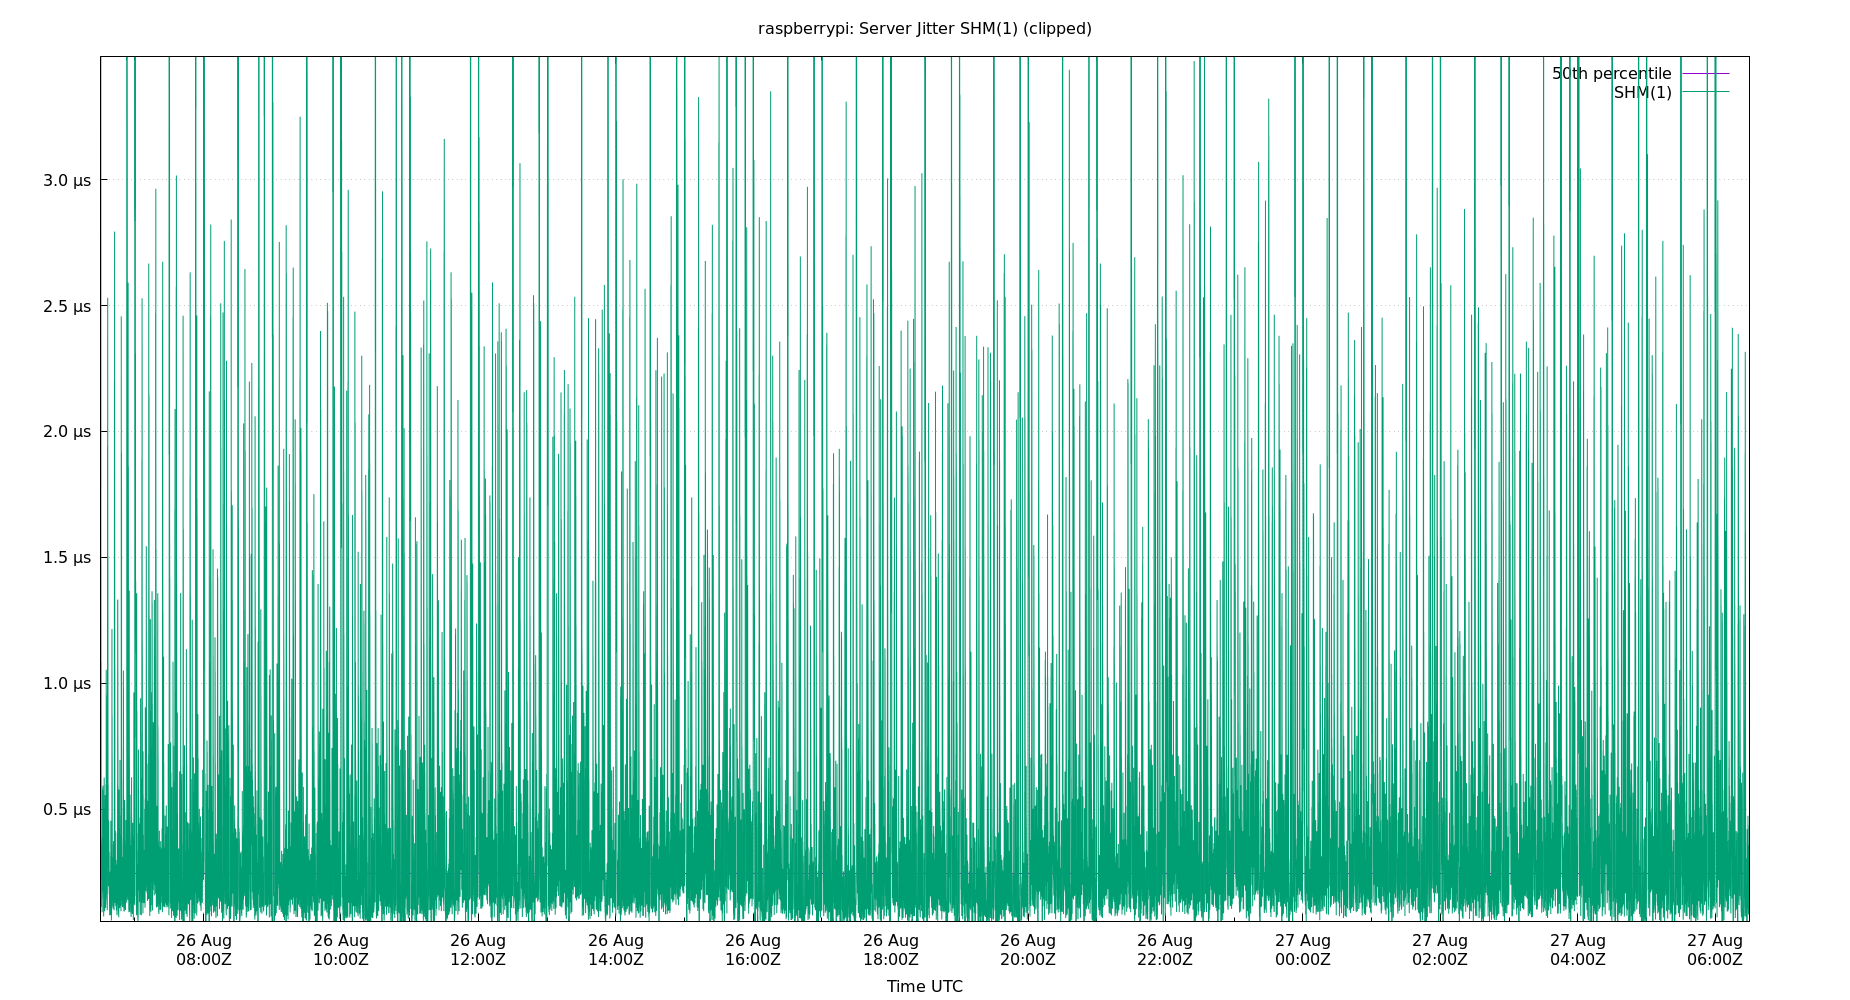 raspberrypi: Server Jitter SHM(1) (clipped)
50th percentile
SHM(1)
3.0 µs
2.5 µs
2.0 µs
1.5 µs
1.0 µs
0.5 µs
26 Aug 26 Aug 26 Aug 26 Aug 26 Aug 26 Aug 26 Aug 26 Aug 27 Aug 27 Aug 27 Aug 27 Aug
08:00Z 10:00Z 12:00Z 14:00Z 16:00Z 18:00Z 20:00Z 22:00Z 00:00Z 02:00Z 04:00Z 06:00Z
Time UTC